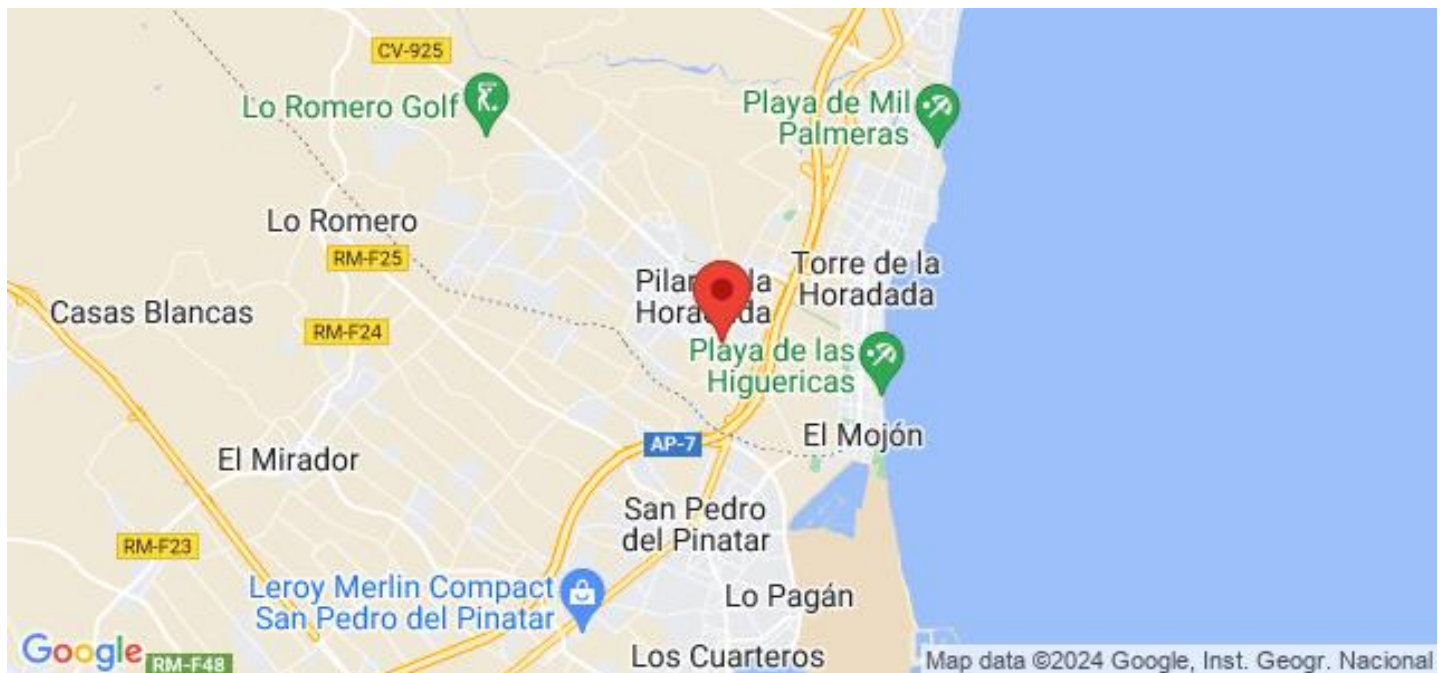 CV-925
Lo Romero Golf
Playa de Mil
Palmeras
Lo Romero
RM-F25
Casas Blancas
RM-F24
Pilar la
Horadada
Torre de la
Horadada
Playa de las
Higuericas
El Mojón
AP-7
El Mirador
San Pedro
del Pinatar
RM-F23
Leroy Merlin Compact
San Pedro del Pinatar
Lo Pagán
Los Cuarteros
Google
RM-F48
Map data ©2024 Google, Inst. Geogr. Nacional